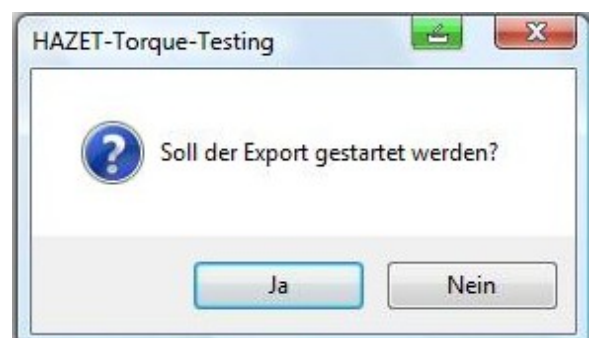 HAZET-Torque-Testing
Soll der Export gestartet werden?
Ja
Nein